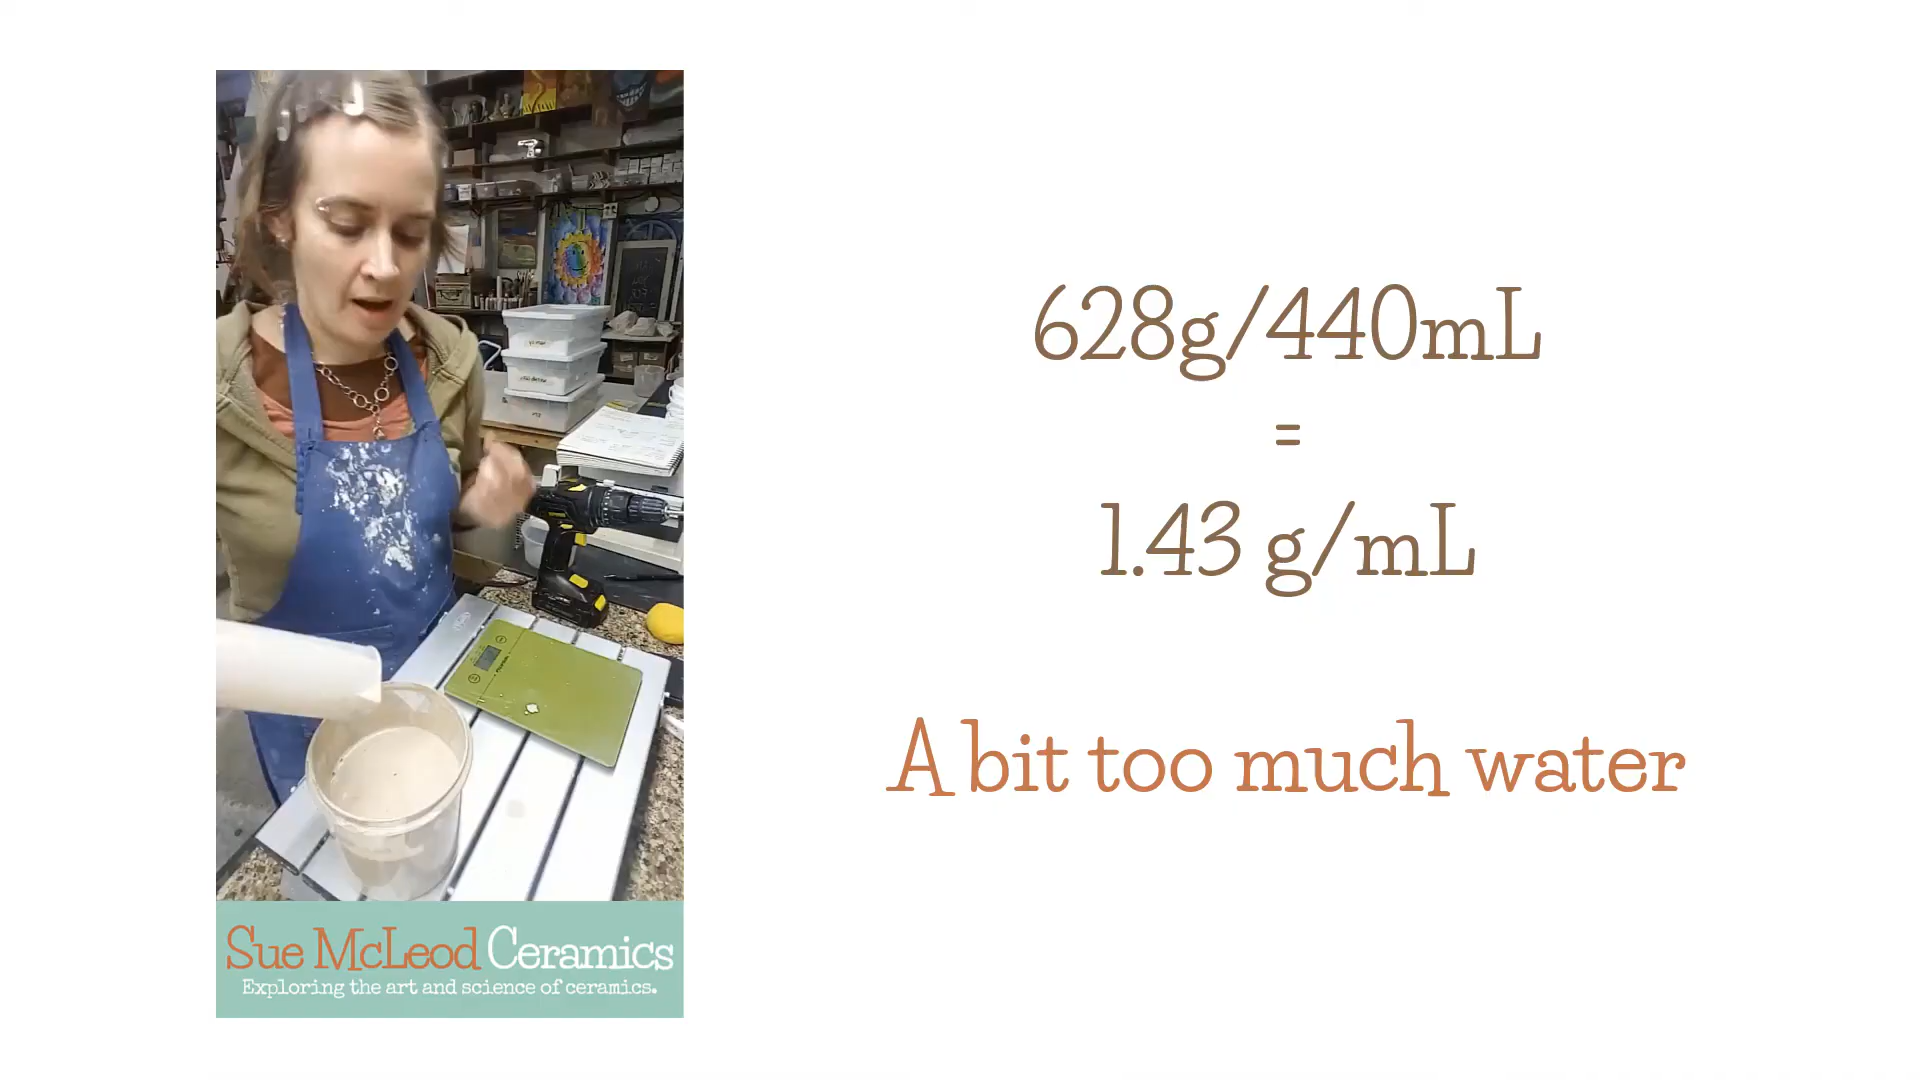 628g/440mL
=
1.43 g/mL
A bit too much water
Sue McLeod Ceramics
Exploring the art and science of ceramics.